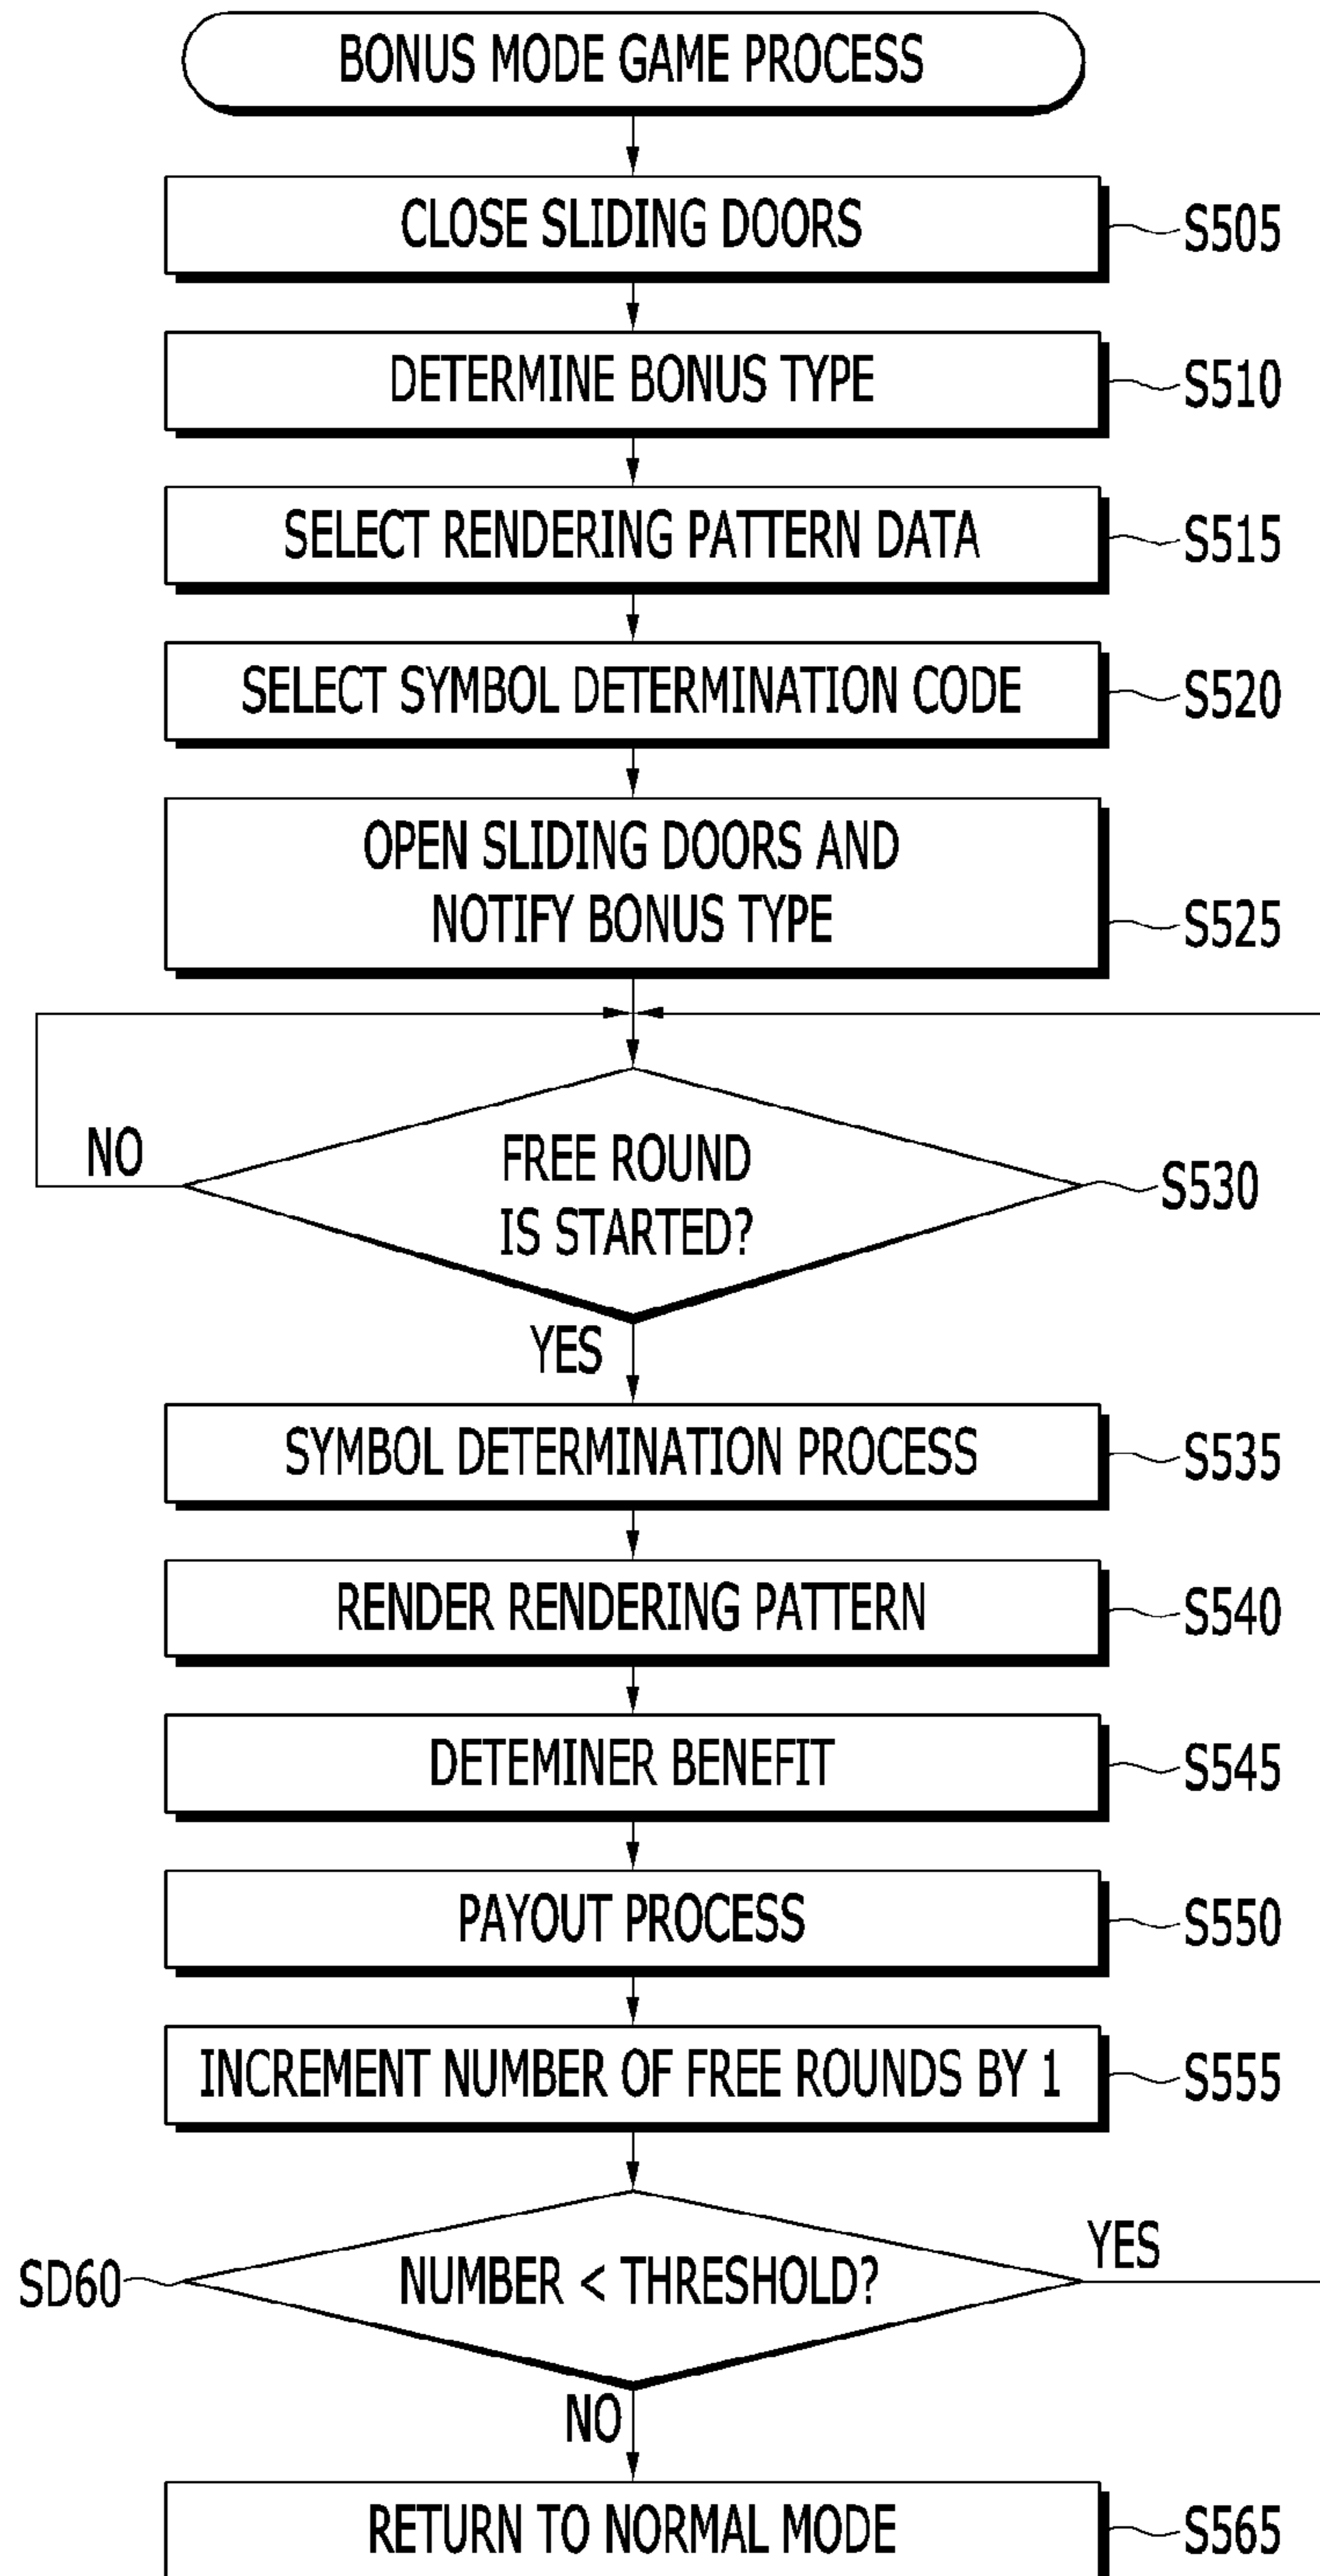 BONUS MODE GAME PROCESS
CLOSE SLIDING DOORS
S505
DETERMINE BONUS TYPE
S510
SELECT RENDERING PATTERN DATA
S515
SELECT SYMBOL DETERMINATION CODE
S520
OPEN SLIDING DOORS AND
NOTIFY BONUS TYPE
S525
NO
FREE ROUND
IS STARTED?
S530
YES
SYMBOL DETERMINATION PROCESS
S535
RENDER RENDERING PATTERN
S540
DETEMINER BENEFIT
S545
PAYOUT PROCESS
S550
INCREMENT NUMBER OF FREE ROUNDS BY 1
S555
YES
SD60
NUMBER < THRESHOLD?
NO
RETURN TO NORMAL MODE
S565